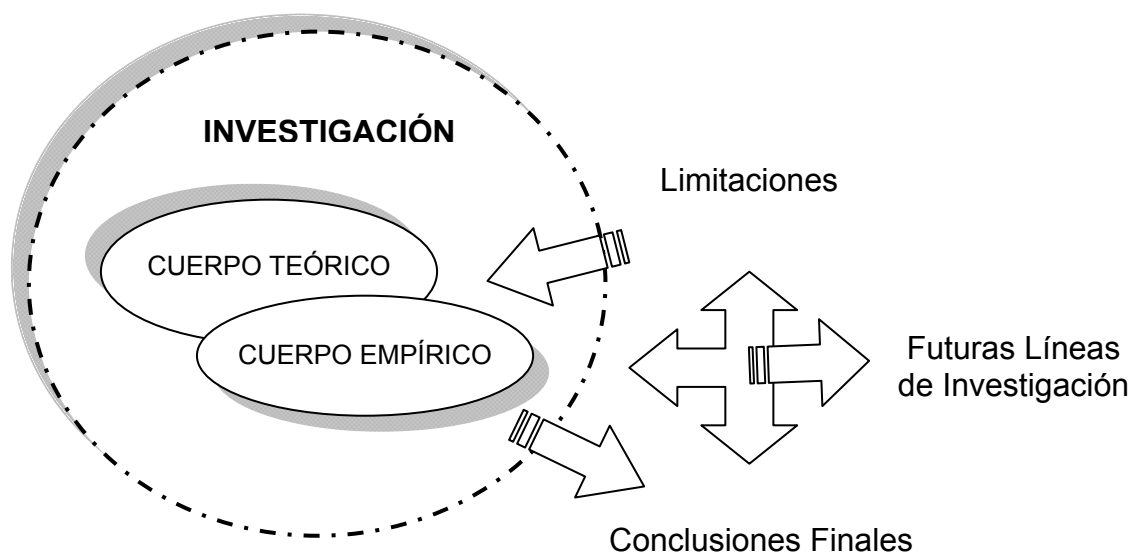 INVESTIGACIÓN
Limitaciones
CUERPO TEÓRICO
CUERPO EMPÍRICO
Futuras Líneas
de Investigación
Conclusiones Finales